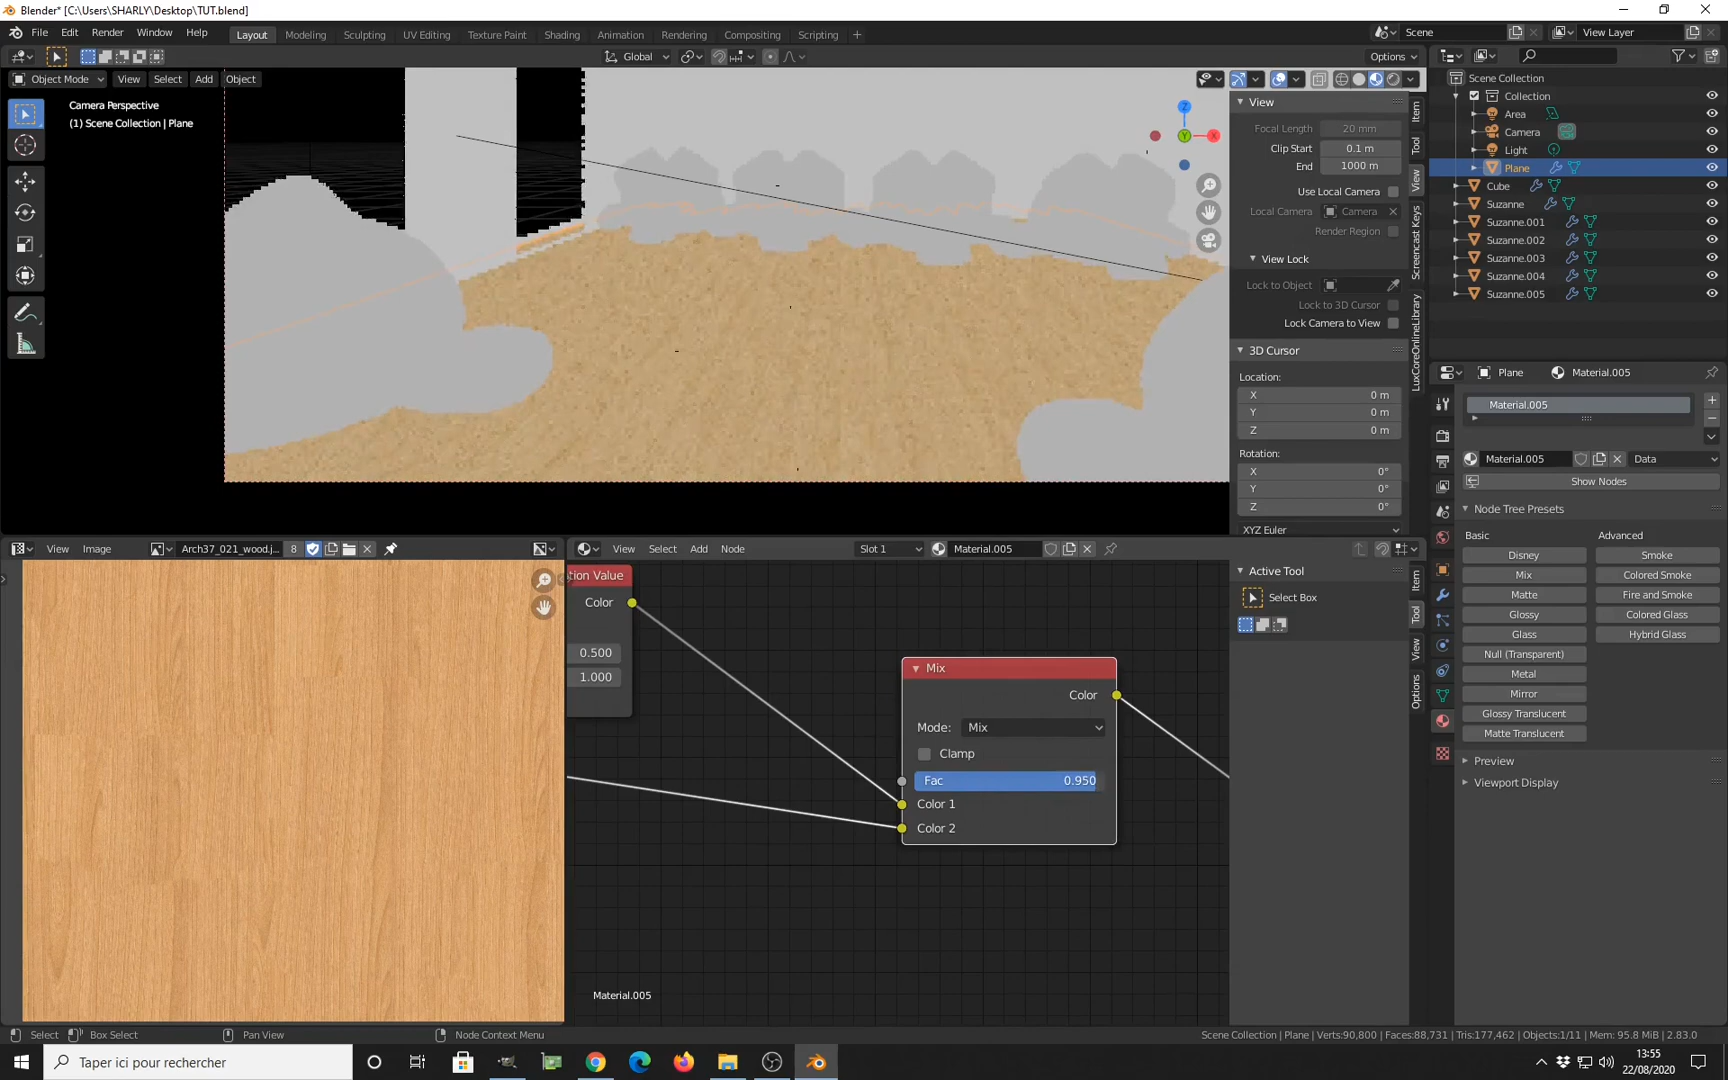 Blender* [C:\Users\SHARLY\Desktop\TUT.blend]
File Edit Render Window Help Layout Modeling Sculpting UV Editing Texture Paint Shading Animation Rendering Compositing Scripting + Scene View Layer
Global Options
Object Mode View Select Add Object
Camera Perspective
(1) Scene Collection | Plane
Z
Y
X
View
Focal Length 20 mm
Clip Start 0.1 m
End 1000 m
Use Local Camera
Local Camera Camera
Render Region
View Lock
Lock to Object
Lock to 3D Cursor
Lock Camera to View
3D Cursor
Location:
X 0 m
Y 0 m
Z 0 m
Rotation:
X 0°
Y 0°
Z 0°
XYZ Euler
Item
Tool
View
Screencast Keys
LuxCoreOnlineLibrary
Scene Collection
Collection
Area
Camera
Light
Plane
Cube
Suzanne
Suzanne.001
Suzanne.002
Suzanne.003
Suzanne.004
Suzanne.005
Plane Material.005
Material.005
Material.005 Data
Show Nodes
Node Tree Presets
Basic Advanced
Disney Smoke
Mix Colored Smoke
Matte Fire and Smoke
Glossy Colored Glass
Glass Hybrid Glass
Null (Transparent)
Metal
Mirror
Glossy Translucent
Matte Translucent
Preview
Viewport Display
View Image Arch37_021_wood.j... 8
View Select Add Node Slot 1 Material.005
tion Value
Color
0.500
1.000
Mix
Color
Mode: Mix
Clamp
Fac 0.950
Color 1
Color 2
Material.005
Active Tool
Select Box
Item
Tool
View
Options
Select Box Select Pan View Node Context Menu Scene Collection | Plane | Verts:90,800 | Faces:88,731 | Tris:177,462 | Objects:1/11 | Mem: 95.8 MiB | 2.83.0
Taper ici pour rechercher
13:55
22/08/2020